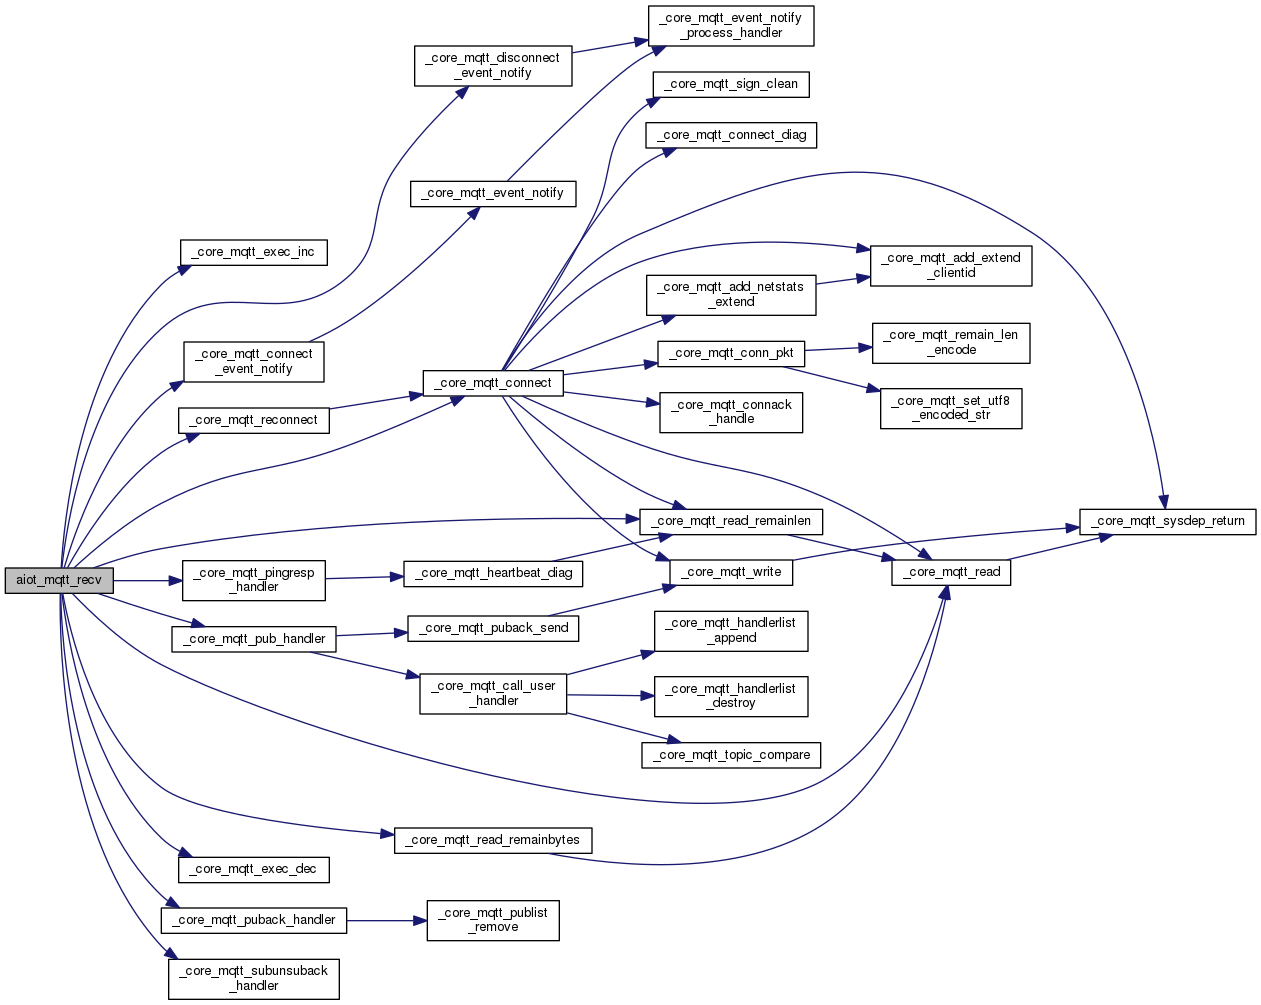 _core_mqtt_event_notify
_process_handler
_core_mqtt_disconnect
_event_notify
_core_mqtt_sign_clean
_core_mqtt_connect_diag
_core_mqtt_event_notify
_core_mqtt_exec_inc
_core_mqtt_add_extend
_clientid
_core_mqtt_add_netstats
_extend
_core_mqtt_remain_len
_encode
_core_mqtt_connect
_event_notify
_core_mqtt_conn_pkt
_core_mqtt_connect
_core_mqtt_set_utf8
_encoded_str
_core_mqtt_connack
_handle
_core_mqtt_reconnect
_core_mqtt_read_remainlen
_core_mqtt_sysdep_return
aiot_mqtt_recv
_core_mqtt_pingresp
_handler
_core_mqtt_heartbeat_diag
_core_mqtt_write
_core_mqtt_read
_core_mqtt_pub_handler
_core_mqtt_puback_send
_core_mqtt_handlerlist
_append
_core_mqtt_call_user
_handler
_core_mqtt_handlerlist
_destroy
_core_mqtt_topic_compare
_core_mqtt_read_remainbytes
_core_mqtt_exec_dec
_core_mqtt_puback_handler
_core_mqtt_publist
_remove
_core_mqtt_subunsuback
_handler